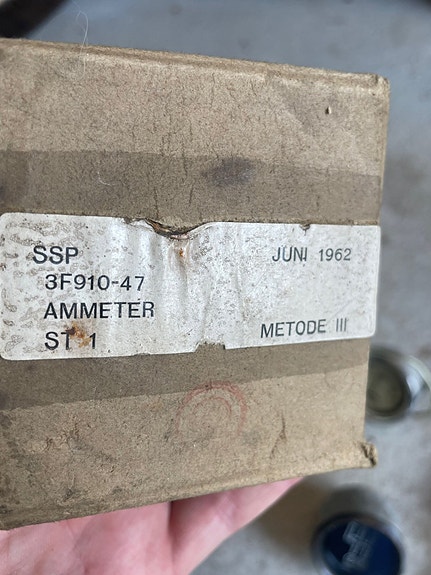 SSP
JUNI 1962
3F910-47
AMMETER
ST 1
METODE III